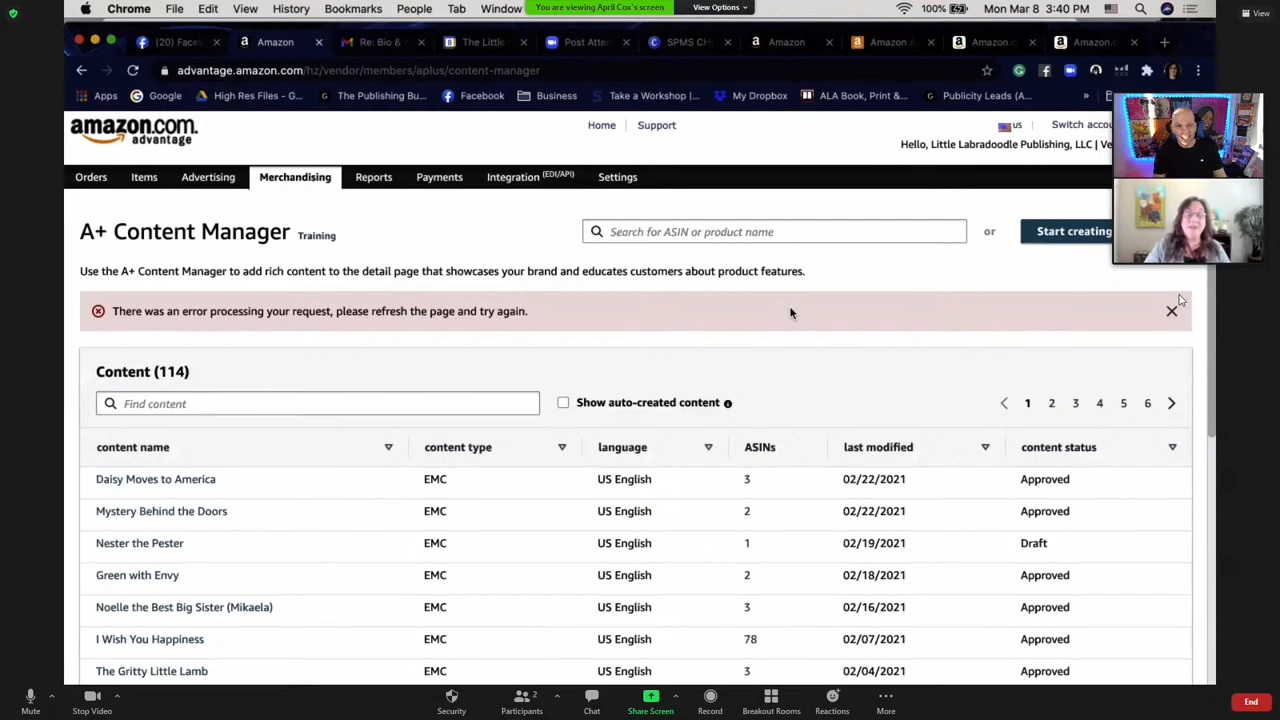 Chrome File Edit View History Bookmarks People Tab Window
You are viewing April Cox's screen View Options
100% Mon Mar 8 3:40 PM
View
(20) Faceb Amazon Re: Bio & The Little Post Atten SPMS CH Amazon Amazon A Amazon.c Amazon.c
advantage.amazon.com/hz/vendor/members/aplus/content-manager
Apps Google High Res Files - G... The Publishing Bu... Facebook Business Take a Workshop |... My Dropbox ALA Book, Print &... Publicity Leads (A... »
amazon.com.
advantage
Home Support
US Switch accou
Hello, Little Labradoodle Publishing, LLC | Ve
Orders Items Advertising Merchandising Reports Payments Integration (EDI/API) Settings
A+ Content Manager Training
Search for ASIN or product name or Start creating
Use the A+ Content Manager to add rich content to the detail page that showcases your brand and educates customers about product features.
There was an error processing your request, please refresh the page and try again.
Content (114)
Find content Show auto-created content 1 2 3 4 5 6
content name content type language ASINs last modified content status
Daisy Moves to America EMC US English 3 02/22/2021 Approved
Mystery Behind the Doors EMC US English 2 02/22/2021 Approved
Nester the Pester EMC US English 1 02/19/2021 Draft
Green with Envy EMC US English 2 02/18/2021 Approved
Noelle the Best Big Sister (Mikaela) EMC US English 3 02/16/2021 Approved
I Wish You Happiness EMC US English 78 02/07/2021 Approved
The Gritty Little Lamb EMC US English 3 02/04/2021 Approved
Mute Stop Video Security Participants 2 Chat Share Screen Record Breakout Rooms Reactions More End